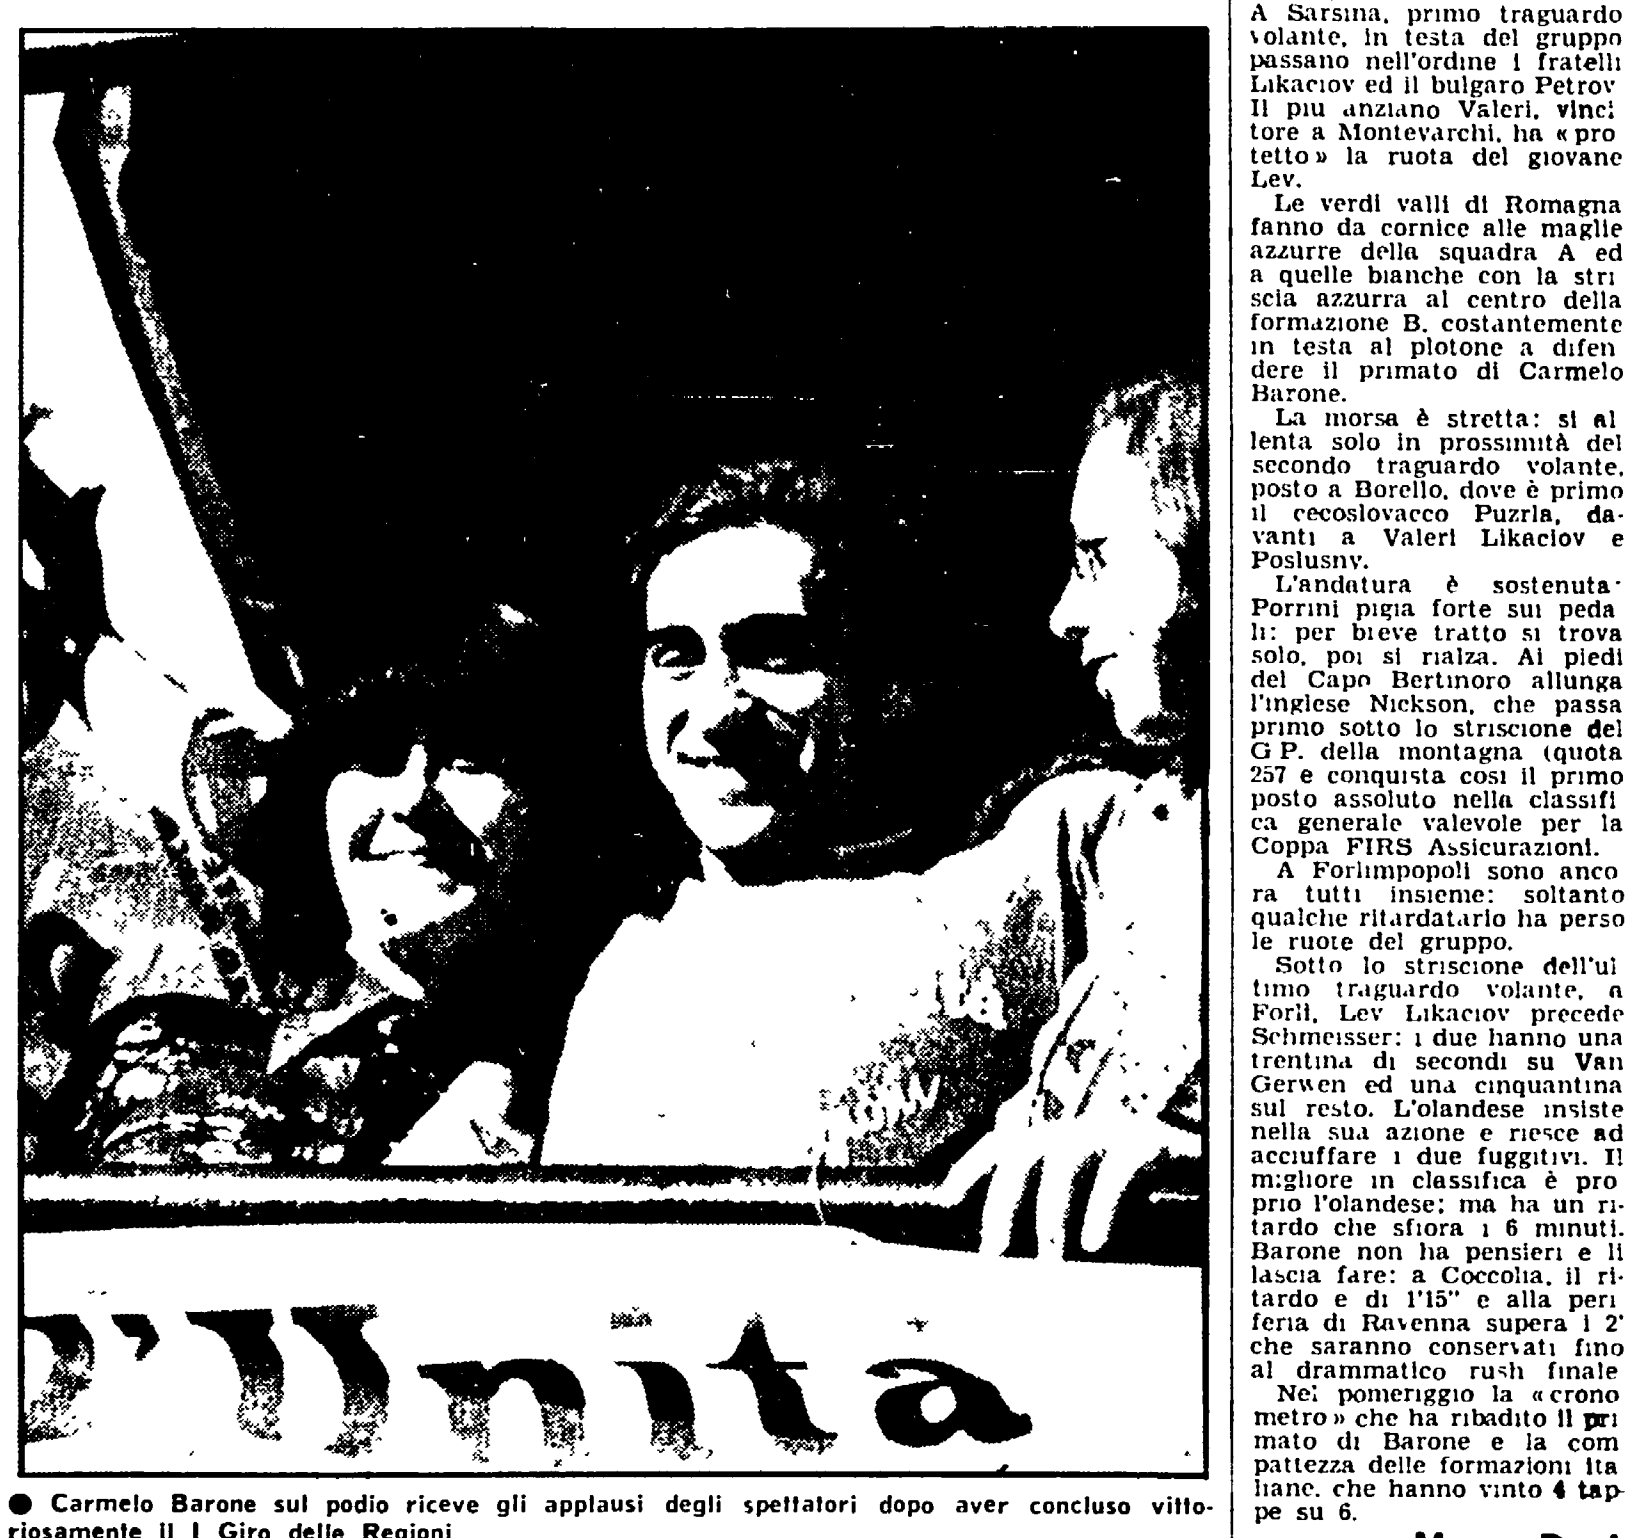 l'Unità
● Carmelo Barone sul podio riceve gli applausi degli spettatori dopo aver concluso vitto-
riosamente il I Giro delle Regioni
A Sarsina, primo traguardo
volante, in testa del gruppo
passano nell'ordine i fratelli
Likaciov ed il bulgaro Petrov
Il piu anziano Valeri, vinci
tore a Montevarchi, ha « pro
tetto » la ruota del giovane
Lev.
Le verdi valli di Romagna
fanno da cornice alle maglie
azzurre della squadra A ed
a quelle bianche con la stri
scia azzurra al centro della
formazione B, costantemente
in testa al plotone a difen
dere il primato di Carmelo
Barone.
La morsa è stretta: si al
lenta solo in prossimità del
secondo traguardo volante,
posto a Borello, dove è primo
il cecoslovacco Puzrla, da-
vanti a Valeri Likaciov e
Poslusny.
L'andatura è sostenuta·
Porrini pigia forte sui peda
li: per breve tratto si trova
solo, poi si rialza. Ai piedi
del Capo Bertinoro allunga
l'inglese Nickson, che passa
primo sotto lo striscione del
G P. della montagna (quota
257 e conquista cosi il primo
posto assoluto nella classifi
ca generale valevole per la
Coppa FIRS Assicurazioni.
A Forlimpopoli sono anco
ra tutti insieme: soltanto
qualche ritardatario ha perso
le ruote del gruppo.
Sotto lo striscione dell'ul
timo traguardo volante, a
Forlì, Lev Likaciov precede
Schmeisser: i due hanno una
trentina di secondi su Van
Gerwen ed una cinquantina
sul resto. L'olandese insiste
nella sua azione e riesce ad
acciuffare i due fuggitivi. Il
migliore in classifica è pro
prio l'olandese; ma ha un ri-
tardo che sfiora i 6 minuti.
Barone non ha pensieri e li
lascia fare: a Coccolia, il ri-
tardo e di 1'15" e alla peri
feria di Ravenna supera i 2'
che saranno conservati fino
al drammatico rush finale
Nel pomeriggio la « crono
metro » che ha ribadito il pri
mato di Barone e la com
pattezza delle formazioni ita
liane, che hanno vinto 4 tap-
pe su 6.